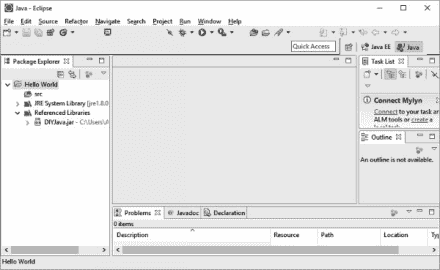 Java - Eclipse
File Edit Source Refactor Navigate Search Project Run Window Help
Quick Access
Java EE
Java
Package Explorer
Hello World
src
JRE System Library [jre1.8.0
Referenced Libraries
DIYJava.jar - C:\Users\
Task List
Connect Mylyn
Connect to your task an
ALM tools or create a
Outline
An outline is not available.
Problems @ Javadoc Declaration
0 items
Description Resource Path Location Typ
Hello World